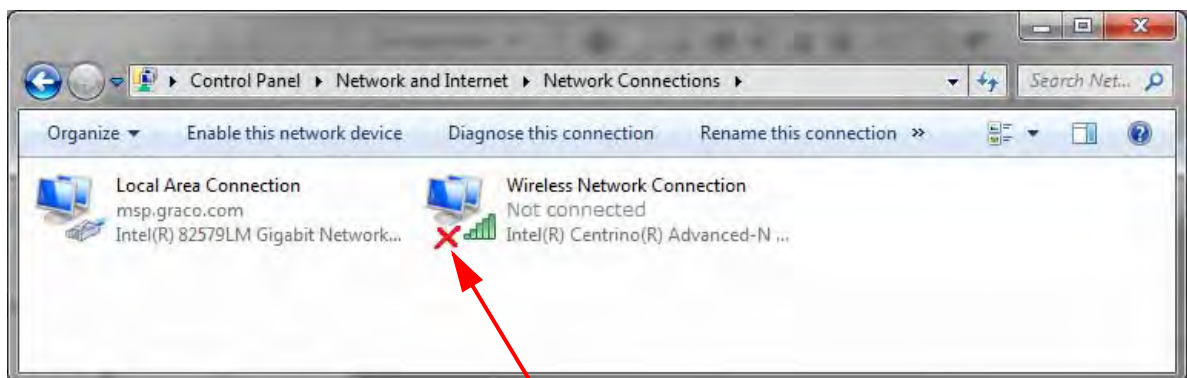 Control Panel ▸ Network and Internet ▸ Network Connections ▸
Search Net...
Organize Enable this network device Diagnose this connection Rename this connection »
Local Area Connection
msp.graco.com
Intel(R) 82579LM Gigabit Network...
Wireless Network Connection
Not connected
Intel(R) Centrino(R) Advanced-N ...